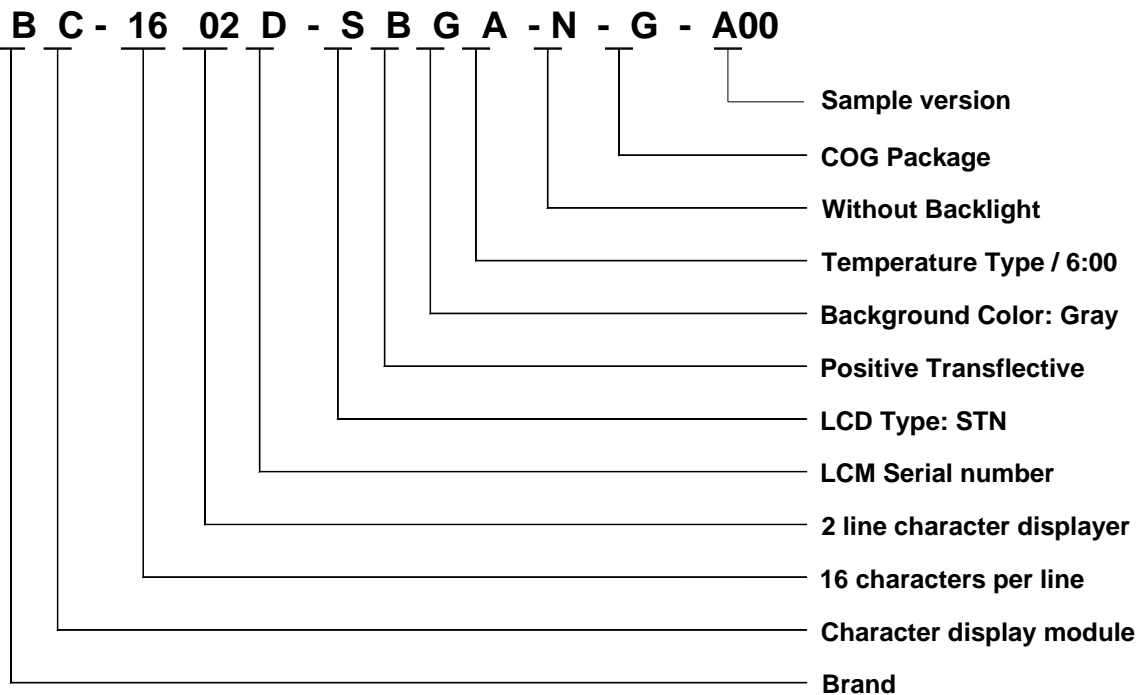 B C - 16 02 D - S B G A - N - G - A00
Sample version
COG Package
Without Backlight
Temperature Type / 6:00
Background Color: Gray
Positive Transflective
LCD Type: STN
LCM Serial number
2 line character displayer
16 characters per line
Character display module
Brand